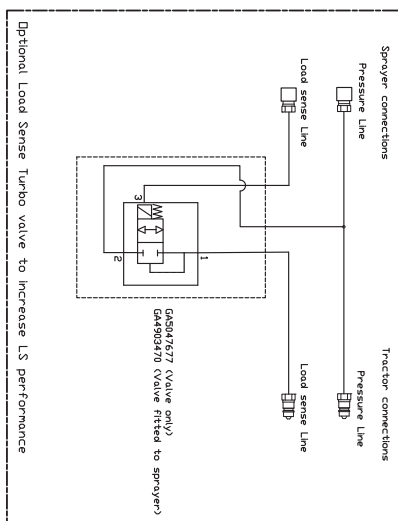 Sprayer connections
Tractor connections
Pressure Line
Pressure Line
Load sense Line
Load sense Line
3
1
2
GA5047677 (Valve only)
GA4903470 (Valve fitted to sprayer)
Optional Load Sense Turbo valve to increase LS performance